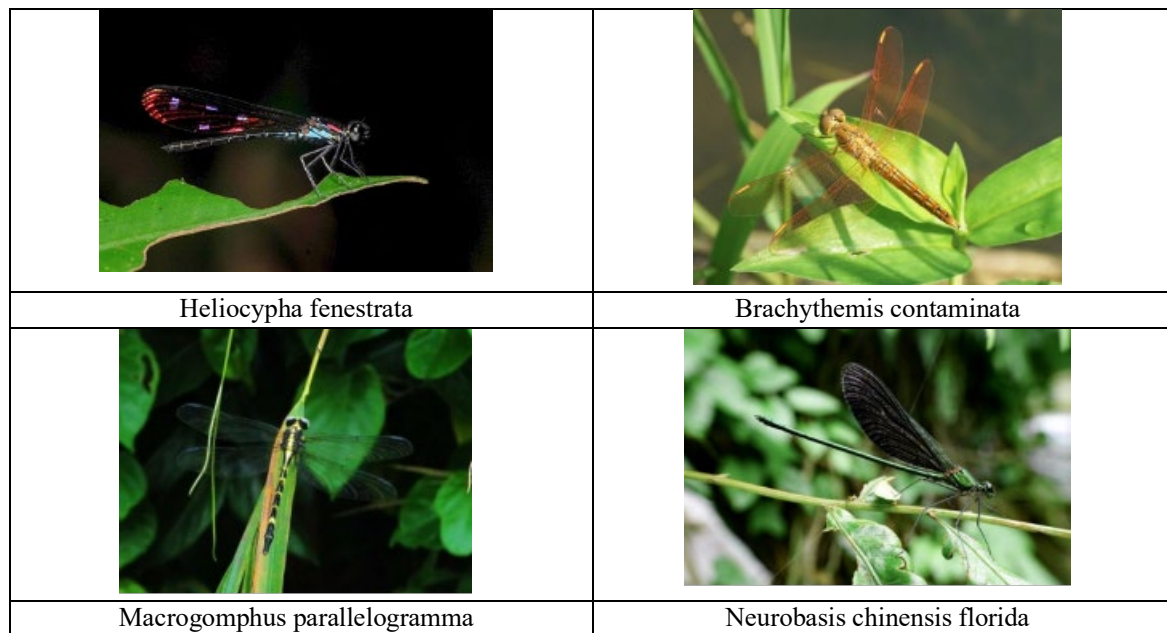 Heliocypha fenestrata
Brachythemis contaminata
Macrogomphus parallelogramma
Neurobasis chinensis florida